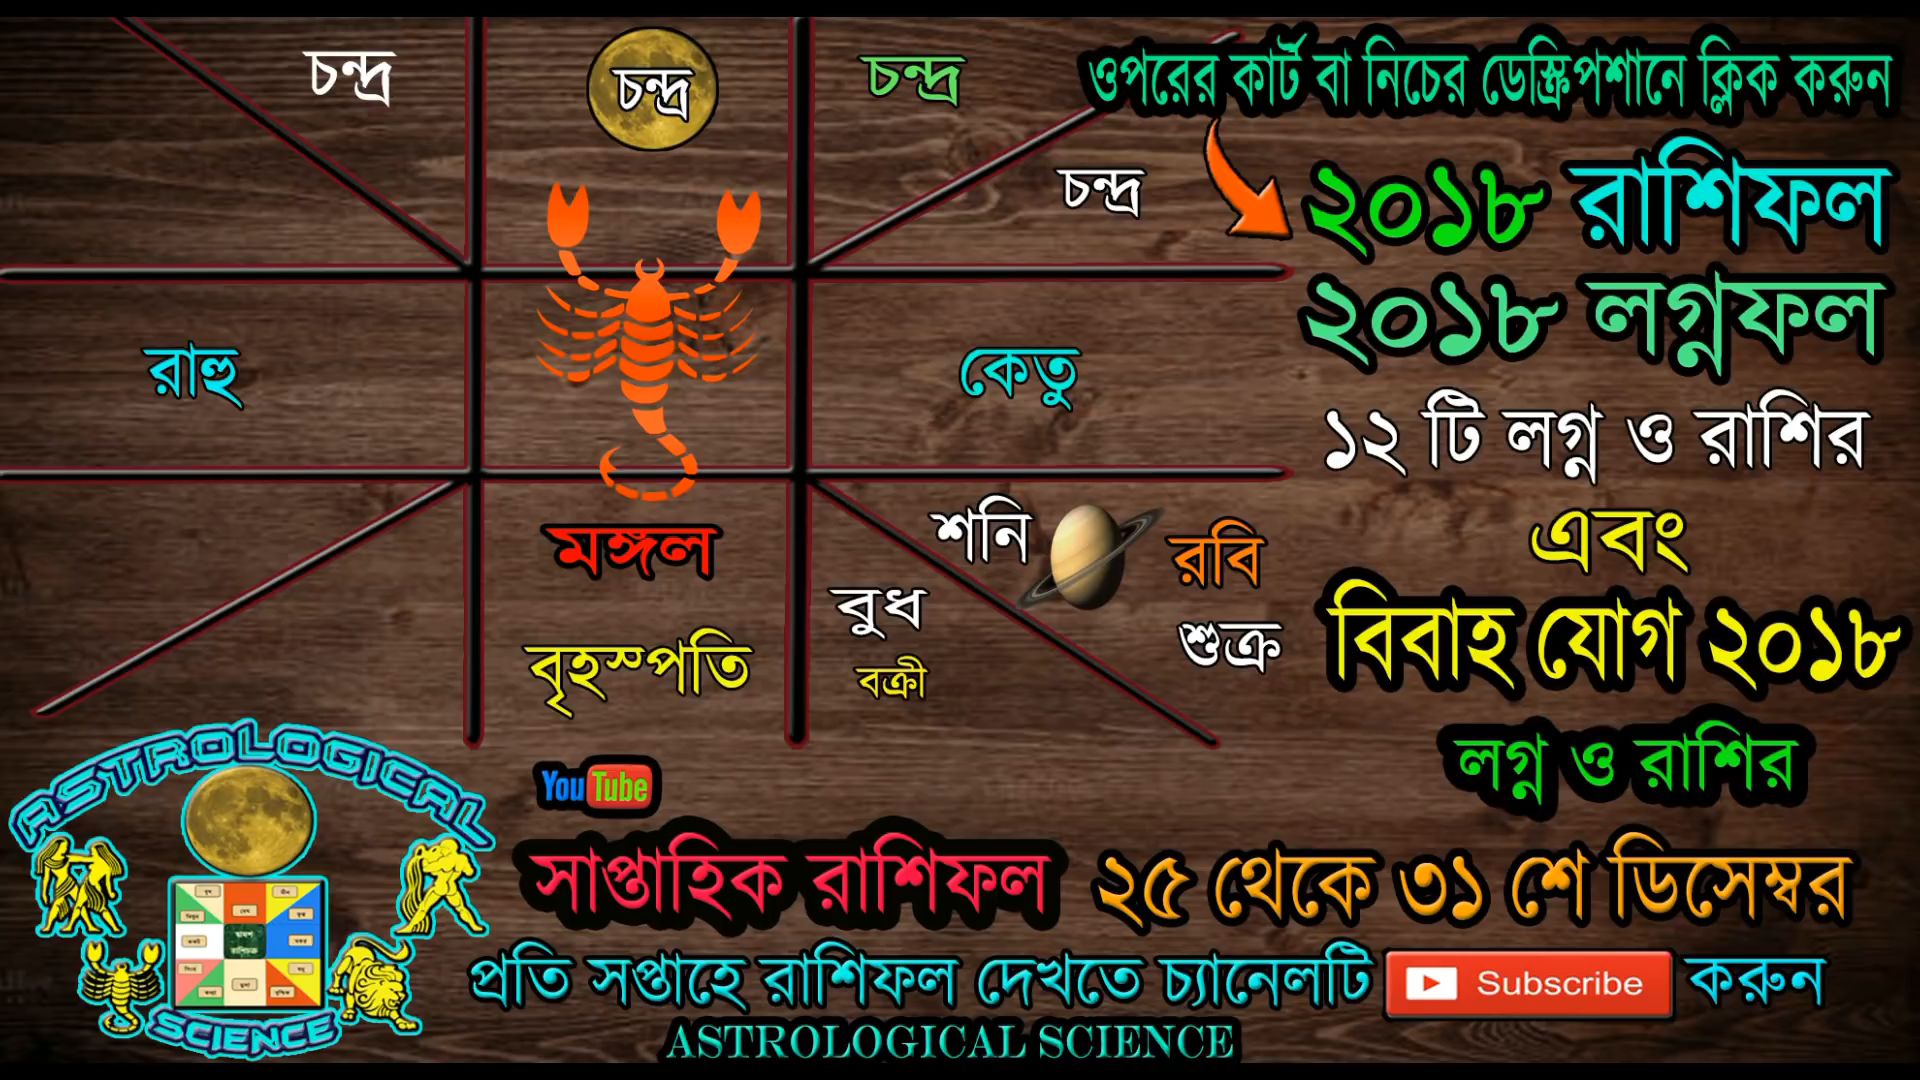 ওপরের কার্ট বা নিচের ডেস্ক্রিপশানে ক্লিক করুন
চন্দ্র
চন্দ্র
চন্দ্র
চন্দ্র
২০১৮ রাশিফল
২০১৮ লগ্নফল
রাহু
কেতু
১২ টি লগ্ন ও রাশির
এবং
শনি
রবি
মঙ্গল
বুধ
বক্রী
শুক্র
বৃহস্পতি
বিবাহ যোগ ২০১৮
লগ্ন ও রাশির
ASTROLOGICAL
SCIENCE
YouTube
সাপ্তাহিক রাশিফল ২৫ থেকে ৩১ শে ডিসেম্বর
প্রতি সপ্তাহে রাশিফল দেখতে চ্যানেলটি Subscribe করুন
ASTROLOGICAL SCIENCE